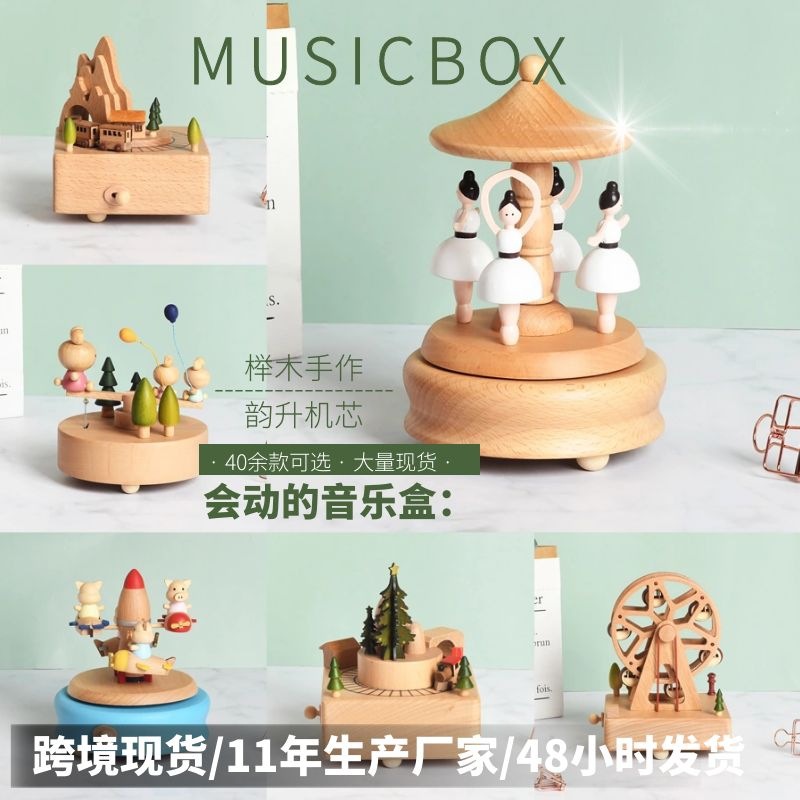 MUSICBOX
榉木手作
韵升机芯
· 40余款可选 · 大量现货 ·
会动的音乐盒：
跨境现货/11年生产厂家/48小时发货